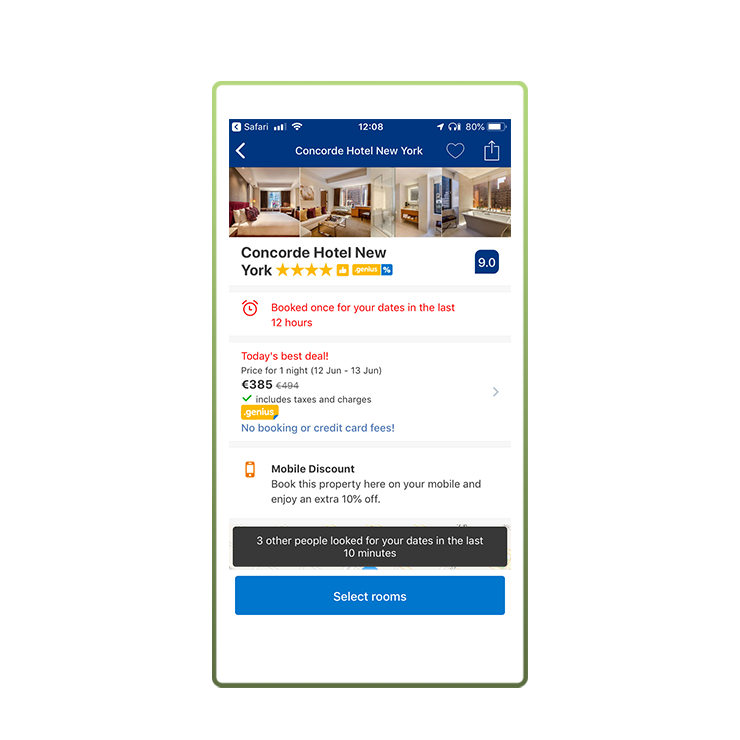 Safari 12:08 80%
Concorde Hotel New York
Concorde Hotel New
York .genius %
9.0
Booked once for your dates in the last
12 hours
Today's best deal!
Price for 1 night (12 Jun - 13 Jun)
€385 €494
includes taxes and charges
.genius
No booking or credit card fees!
Mobile Discount
Book this property here on your mobile and
enjoy an extra 10% off.
3 other people looked for your dates in the last
10 minutes
Select rooms